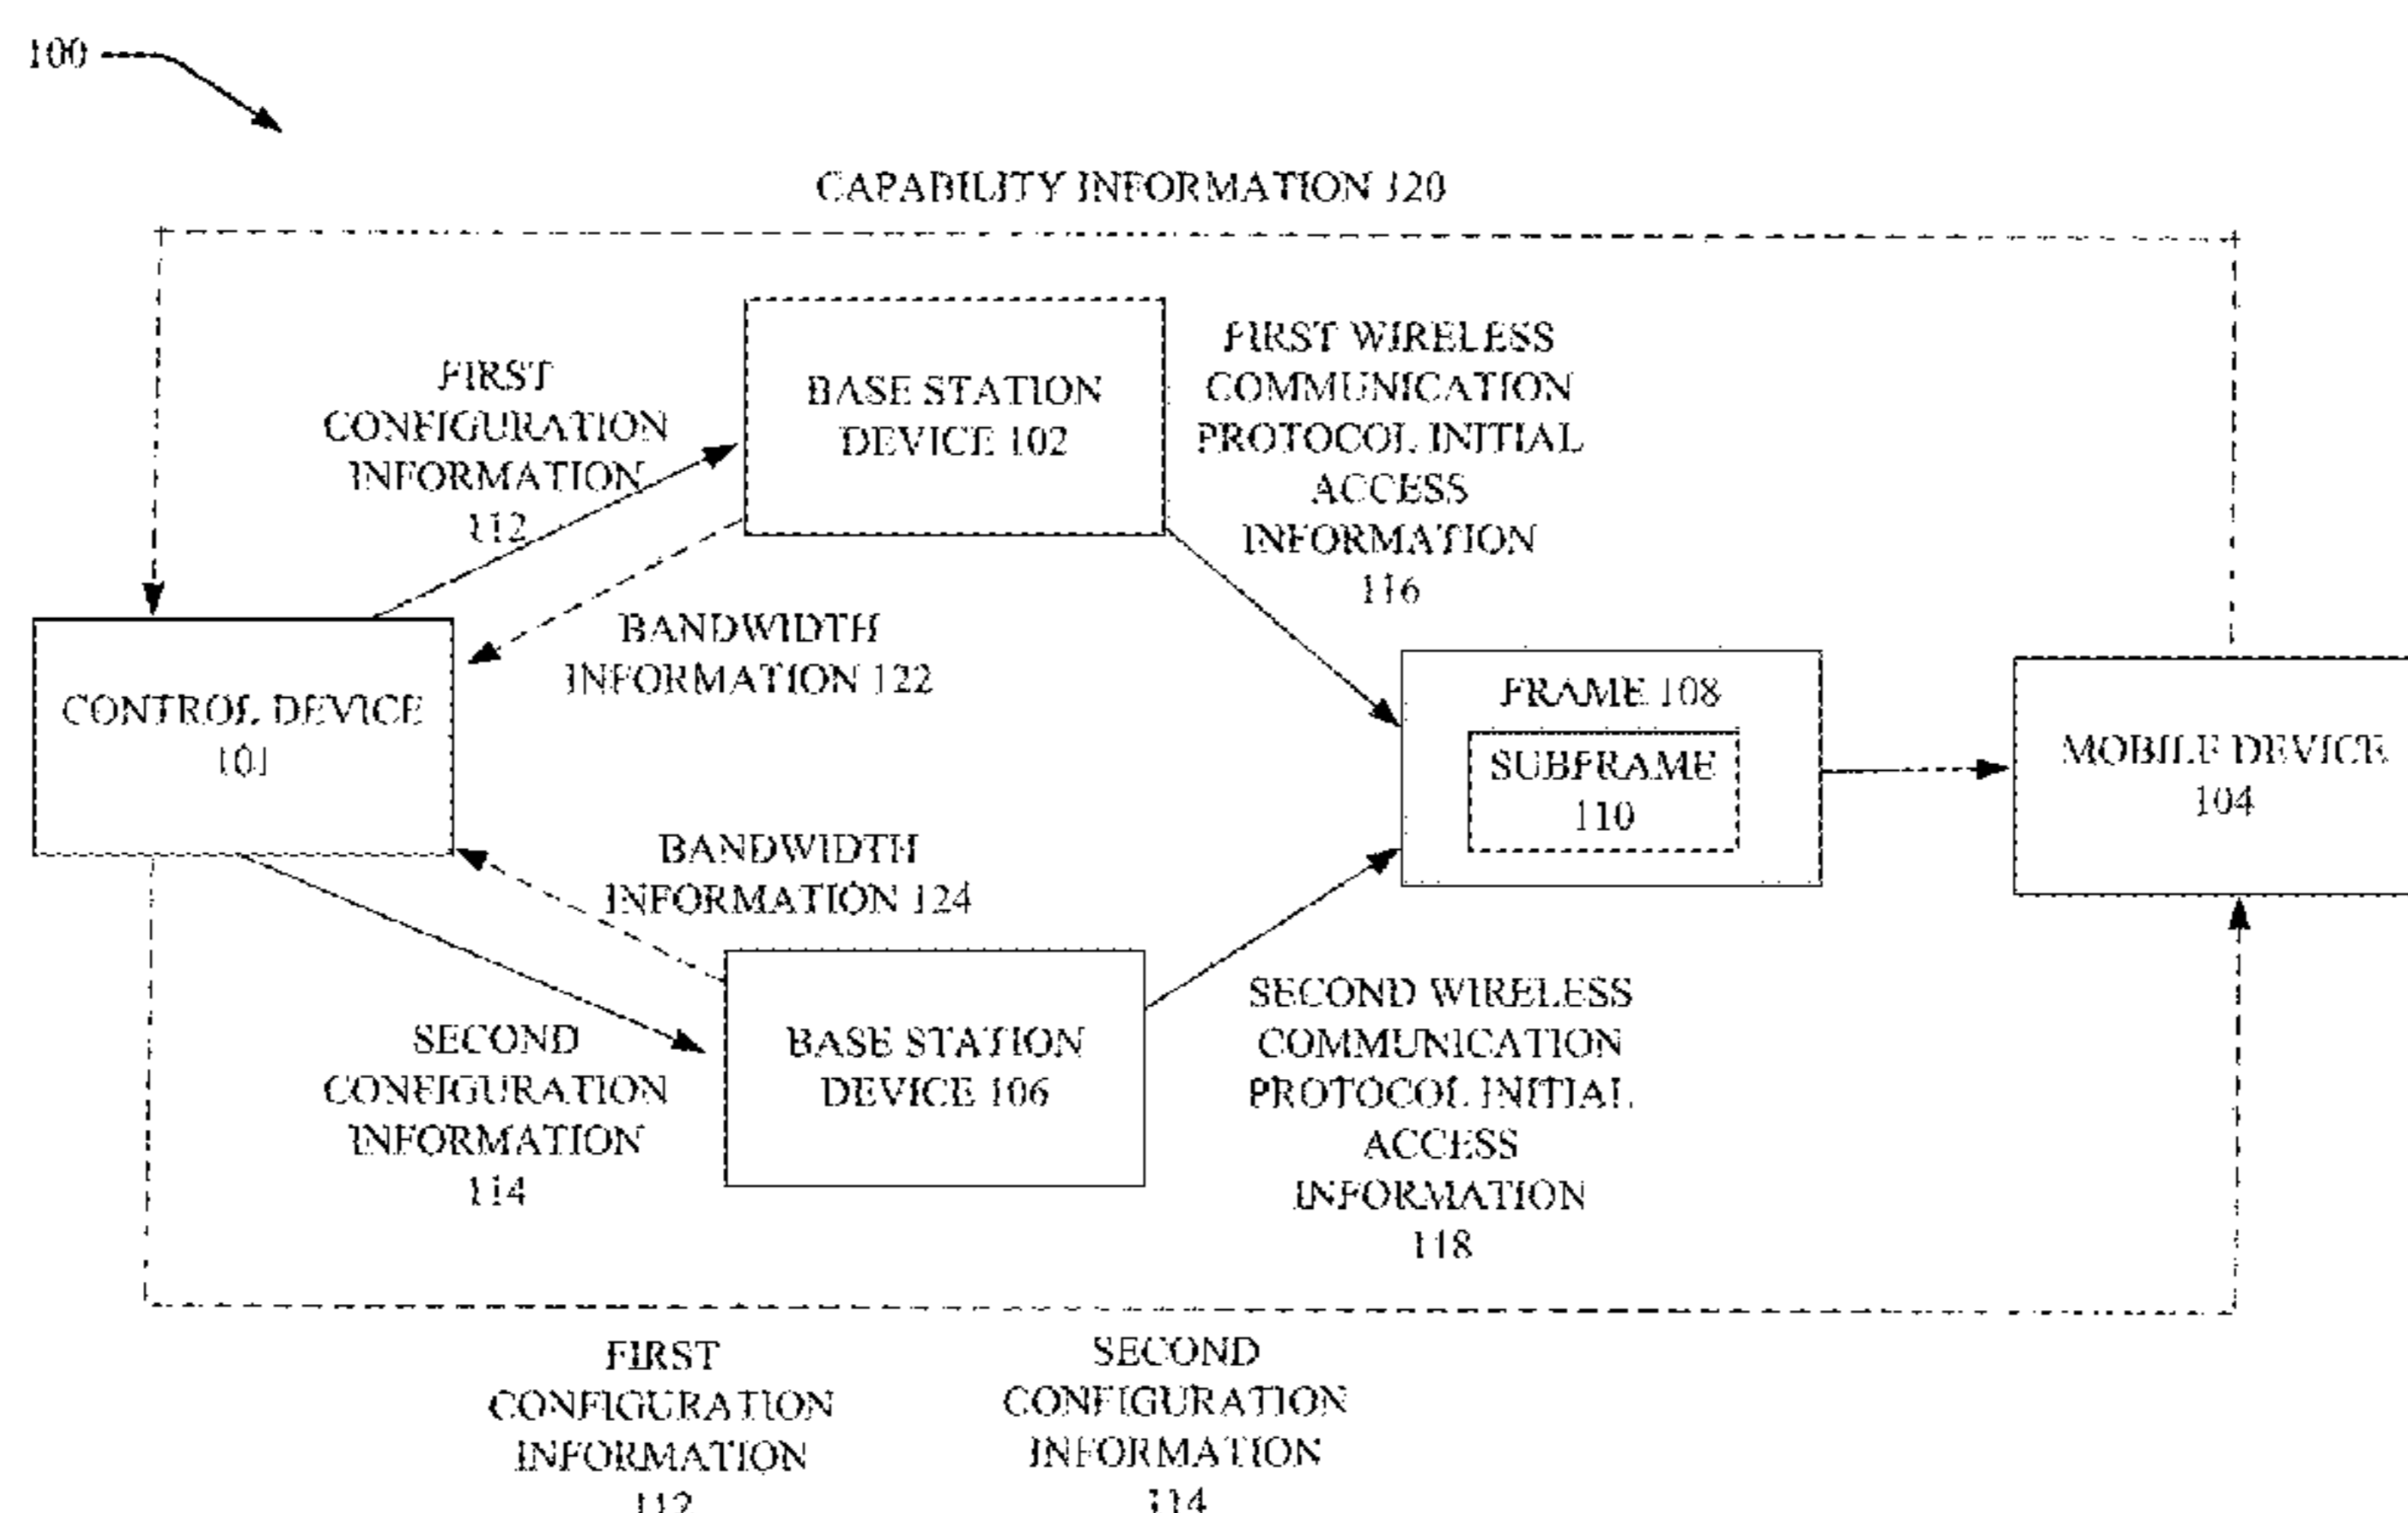 100
CAPABILITY INFORMATION 120
FIRST
CONFIGURATION
INFORMATION
112
BASE STATION
DEVICE 102
FIRST WIRELESS
COMMUNICATION
PROTOCOL INITIAL
ACCESS
INFORMATION
116
BANDWIDTH
INFORMATION 122
CONTROL DEVICE
101
FRAME 108
SUBFRAME
110
MOBILE DEVICE
104
BANDWIDTH
INFORMATION 124
SECOND
CONFIGURATION
INFORMATION
114
BASE STATION
DEVICE 106
SECOND WIRELESS
COMMUNICATION
PROTOCOL INITIAL
ACCESS
INFORMATION
118
FIRST
CONFIGURATION
INFORMATION
112
SECOND
CONFIGURATION
INFORMATION
114